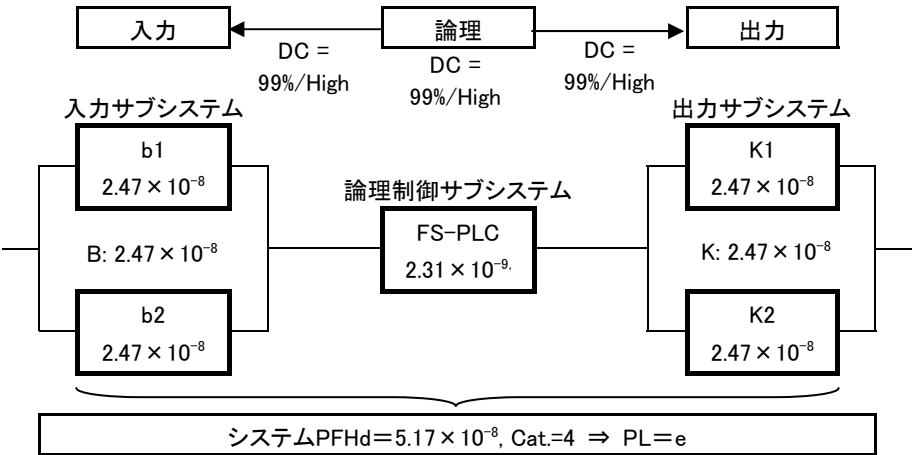 入力
論理
出力
DC =
99%/High
DC =
99%/High
DC =
99%/High
入力サブシステム
出力サブシステム
b1
2.47×10⁻⁸
K1
2.47×10⁻⁸
論理制御サブシステム
FS-PLC
2.31×10⁻⁹,
B: 2.47×10⁻⁸
K: 2.47×10⁻⁸
b2
2.47×10⁻⁸
K2
2.47×10⁻⁸
システムPFHd＝5.17×10⁻⁸, Cat.=4 ⇒ PL＝e